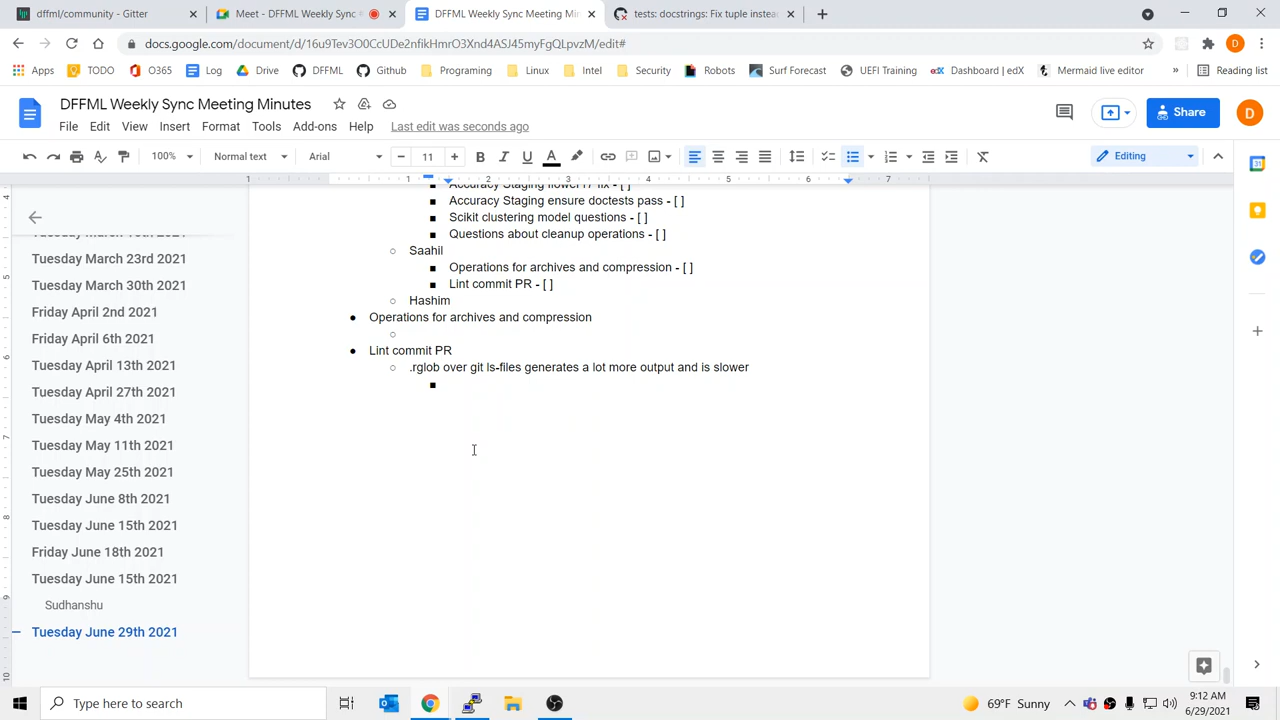 dffml/community - Gitter
Meet - DFFML Weekly Sync
DFFML Weekly Sync Meeting Min
tests: docstrings: Fix tuple instea
docs.google.com/document/d/16u9Tev3O0CcUDe2nfikHmrO3Xnd4ASJ45myFgQLpvzM/edit#
Apps
TODO
O365
Log
Drive
DFFML
Github
Programing
Linux
Intel
Security
Robots
Surf Forecast
UEFI Training
Dashboard | edX
Mermaid live editor
»
Reading list
DFFML Weekly Sync Meeting Minutes
File Edit View Insert Format Tools Add-ons Help Last edit was seconds ago
Share
D
100% Normal text Arial 11
Editing
1 1 2 3 4 5 6 7
Tuesday March 23rd 2021
Tuesday March 30th 2021
Friday April 2nd 2021
Friday April 6th 2021
Tuesday April 13th 2021
Tuesday April 27th 2021
Tuesday May 4th 2021
Tuesday May 11th 2021
Tuesday May 25th 2021
Tuesday June 8th 2021
Tuesday June 15th 2021
Friday June 18th 2021
Tuesday June 15th 2021
Sudhanshu
Tuesday June 29th 2021
Accuracy Staging ensure doctests pass - [ ]
Scikit clustering model questions - [ ]
Questions about cleanup operations - [ ]
Saahil
Operations for archives and compression - [ ]
Lint commit PR - [ ]
Hashim
Operations for archives and compression
Lint commit PR
.rglob over git ls-files generates a lot more output and is slower
Type here to search
69°F Sunny
9:12 AM
6/29/2021